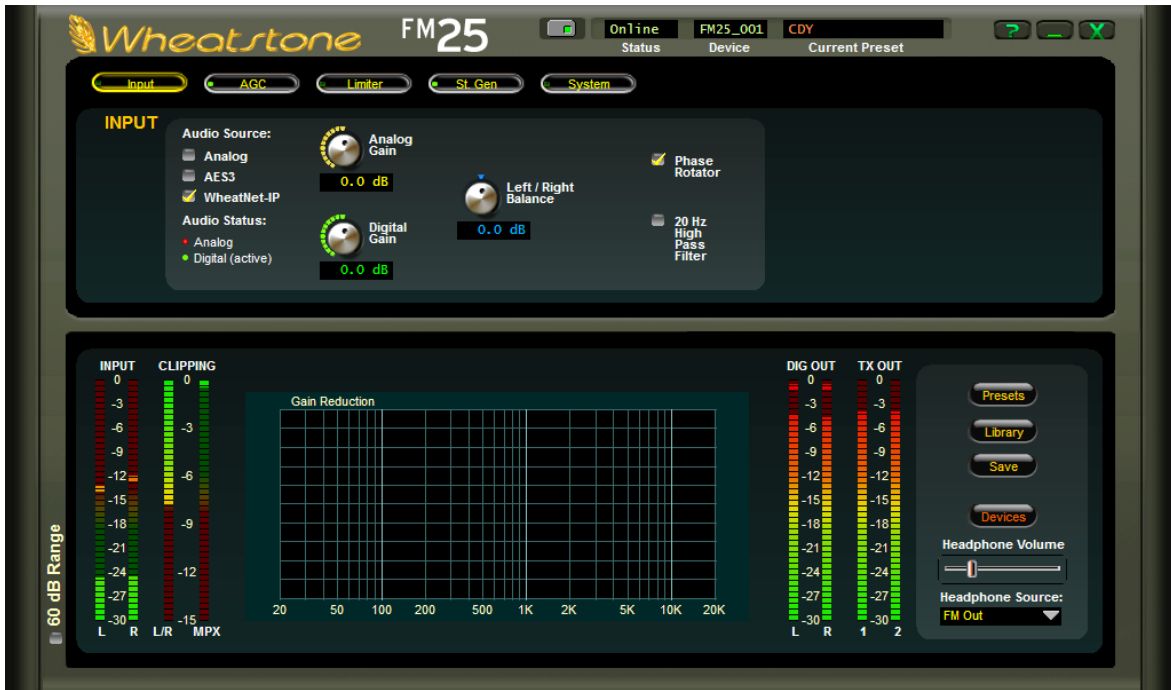 Wheatstone FM25
Online FM25_001 CDY
Status Device Current Preset
? _ X
Input AGC Limiter St. Gen System
INPUT
Audio Source:
Analog
AES3
WheatNet-IP
Audio Status:
Analog
Digital (active)
Analog
Gain
0.0 dB
Digital
Gain
0.0 dB
Left / Right
Balance
0.0 dB
Phase
Rotator
20 Hz
High
Pass
Filter
60 dB Range
INPUT
0
-3
-6
-9
-12
-15
-18
-21
-24
-27
-30
L R
CLIPPING
0
-3
-6
-9
-12
-15
L/R MPX
Gain Reduction
20 50 100 200 500 1K 2K 5K 10K 20K
DIG OUT
0
-3
-6
-9
-12
-15
-18
-21
-24
-27
-30
L R
TX OUT
0
-3
-6
-9
-12
-15
-18
-21
-24
-27
-30
1 2
Presets
Library
Save
Devices
Headphone Volume
Headphone Source:
FM Out